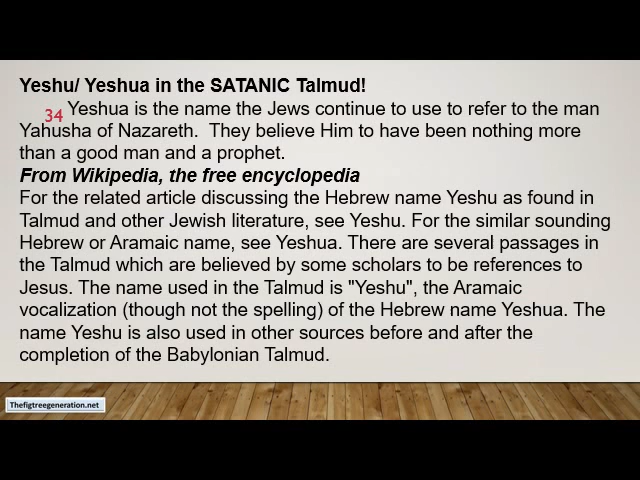 Yeshu/ Yeshua in the SATANIC Talmud!
34 Yeshua is the name the Jews continue to use to refer to the man
Yahusha of Nazareth. They believe Him to have been nothing more
than a good man and a prophet.
From Wikipedia, the free encyclopedia
For the related article discussing the Hebrew name Yeshu as found in
Talmud and other Jewish literature, see Yeshu. For the similar sounding
Hebrew or Aramaic name, see Yeshua. There are several passages in
the Talmud which are believed by some scholars to be references to
Jesus. The name used in the Talmud is "Yeshu", the Aramaic
vocalization (though not the spelling) of the Hebrew name Yeshua. The
name Yeshu is also used in other sources before and after the
completion of the Babylonian Talmud.
Thefigtreegeneration.net